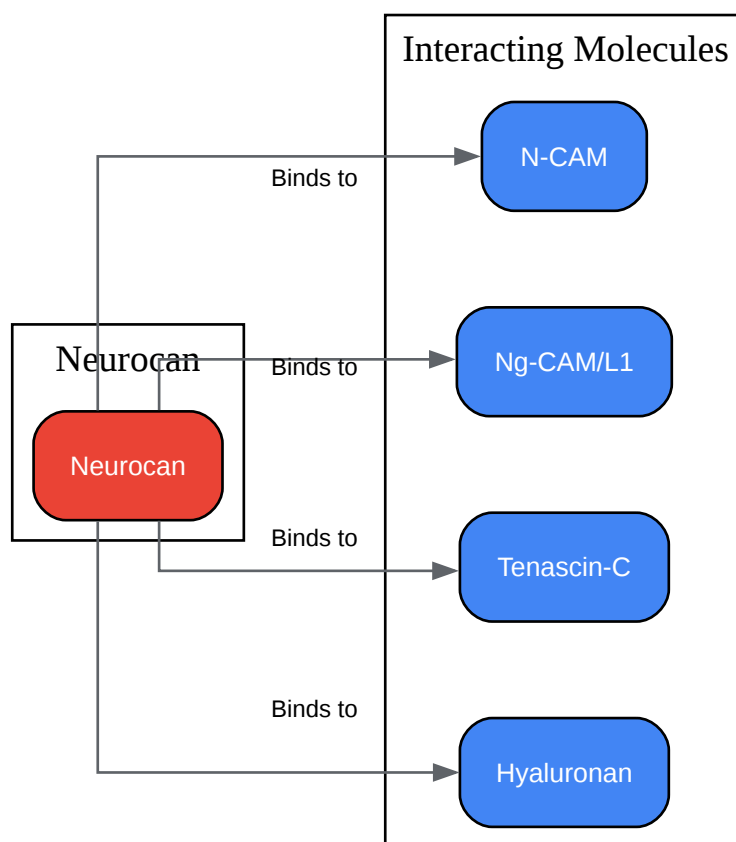 Interacting Molecules
N-CAM
Binds to
Neurocan
Binds to
Ng-CAM/L1
Neurocan
Binds to
Tenascin-C
Binds to
Hyaluronan